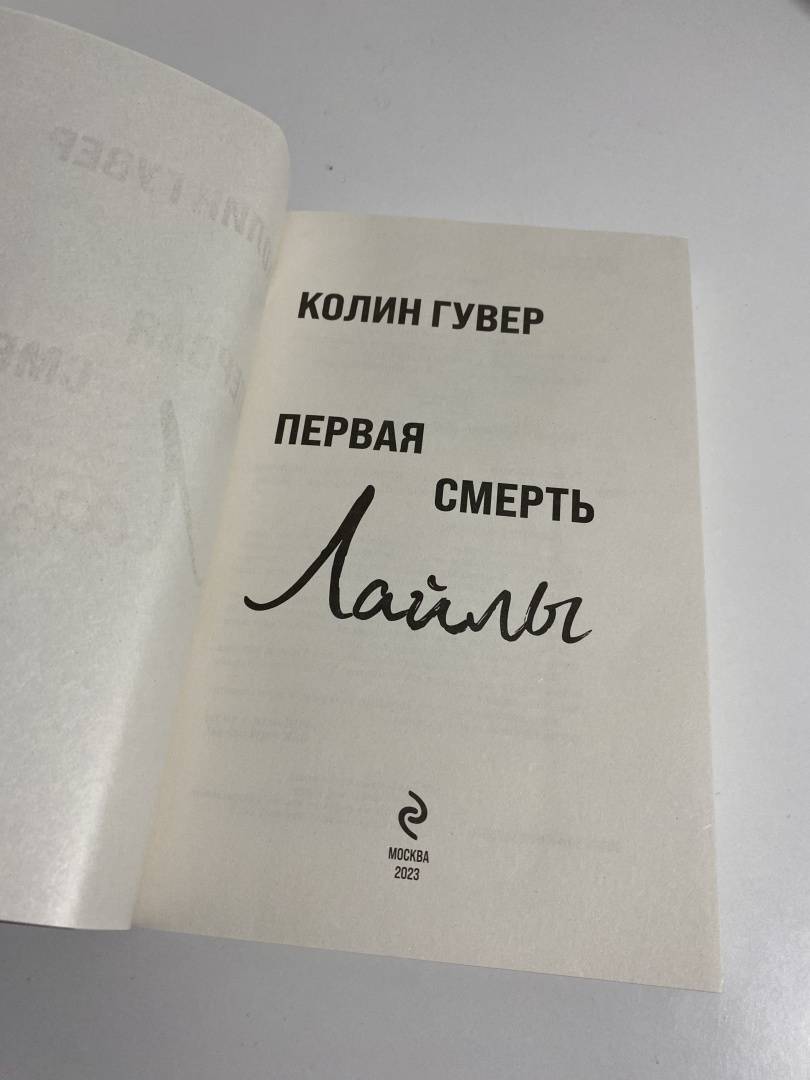 КОЛИН ГУВЕР
ПЕРВАЯ
СМЕРТЬ
Лайлы
МОСКВА
2023